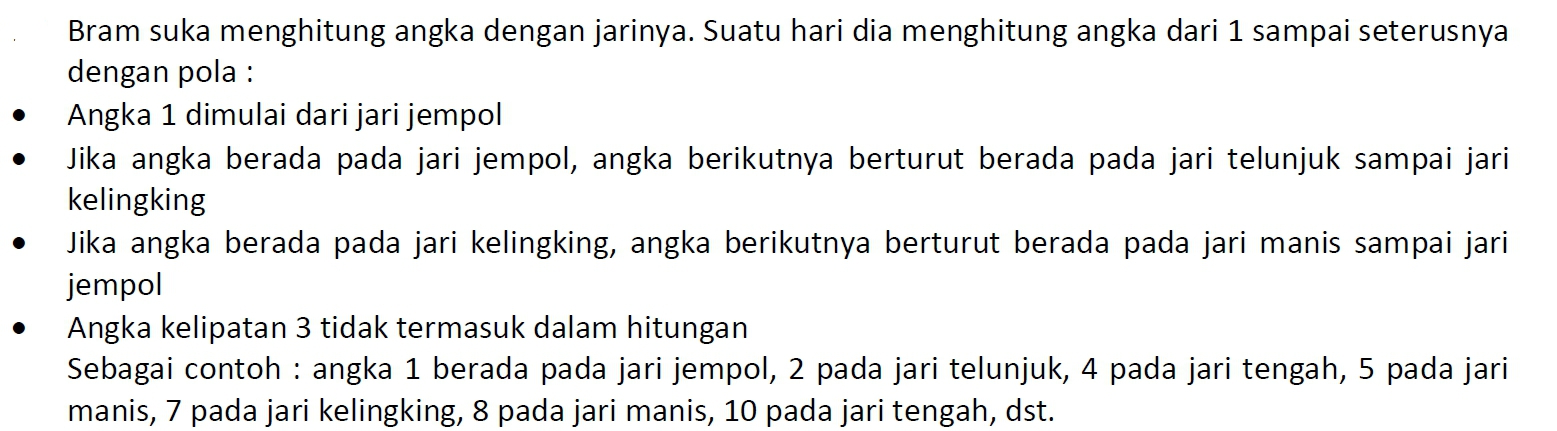 Bram suka menghitung angka dengan jarinya. Suatu hari dia menghitung angka dari 1 sampai seterusnya
dengan pola :
• Angka 1 dimulai dari jari jempol
• Jika angka berada pada jari jempol, angka berikutnya berturut berada pada jari telunjuk sampai jari
kelingking
• Jika angka berada pada jari kelingking, angka berikutnya berturut berada pada jari manis sampai jari
jempol
• Angka kelipatan 3 tidak termasuk dalam hitungan
Sebagai contoh : angka 1 berada pada jari jempol, 2 pada jari telunjuk, 4 pada jari tengah, 5 pada jari
manis, 7 pada jari kelingking, 8 pada jari manis, 10 pada jari tengah, dst.